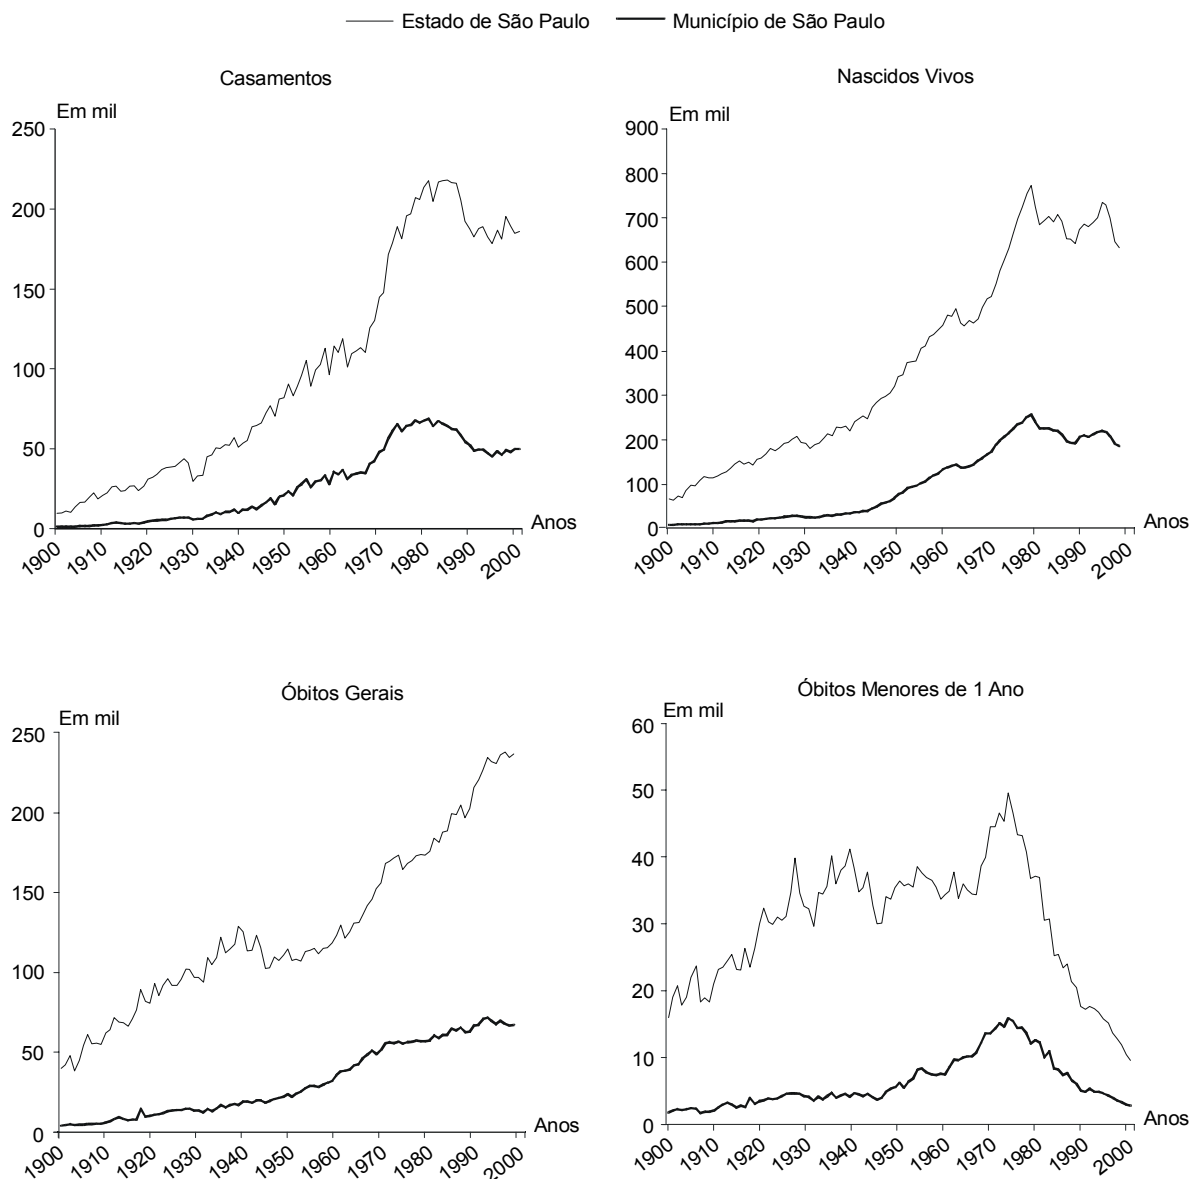 Estado de São Paulo Município de São Paulo
Casamentos
Em mil
250
200
150
100
50
0
Anos
1900 1910 1920 1930 1940 1950 1960 1970 1980 1990 2000
Nascidos Vivos
Em mil
900
800
700
600
500
400
300
200
100
0
Anos
1900 1910 1920 1930 1940 1950 1960 1970 1980 1990 2000
Óbitos Gerais
Em mil
250
200
150
100
50
0
Anos
1900 1910 1920 1930 1940 1950 1960 1970 1980 1990 2000
Óbitos Menores de 1 Ano
Em mil
60
50
40
30
20
10
0
Anos
1900 1910 1920 1930 1940 1950 1960 1970 1980 1990 2000